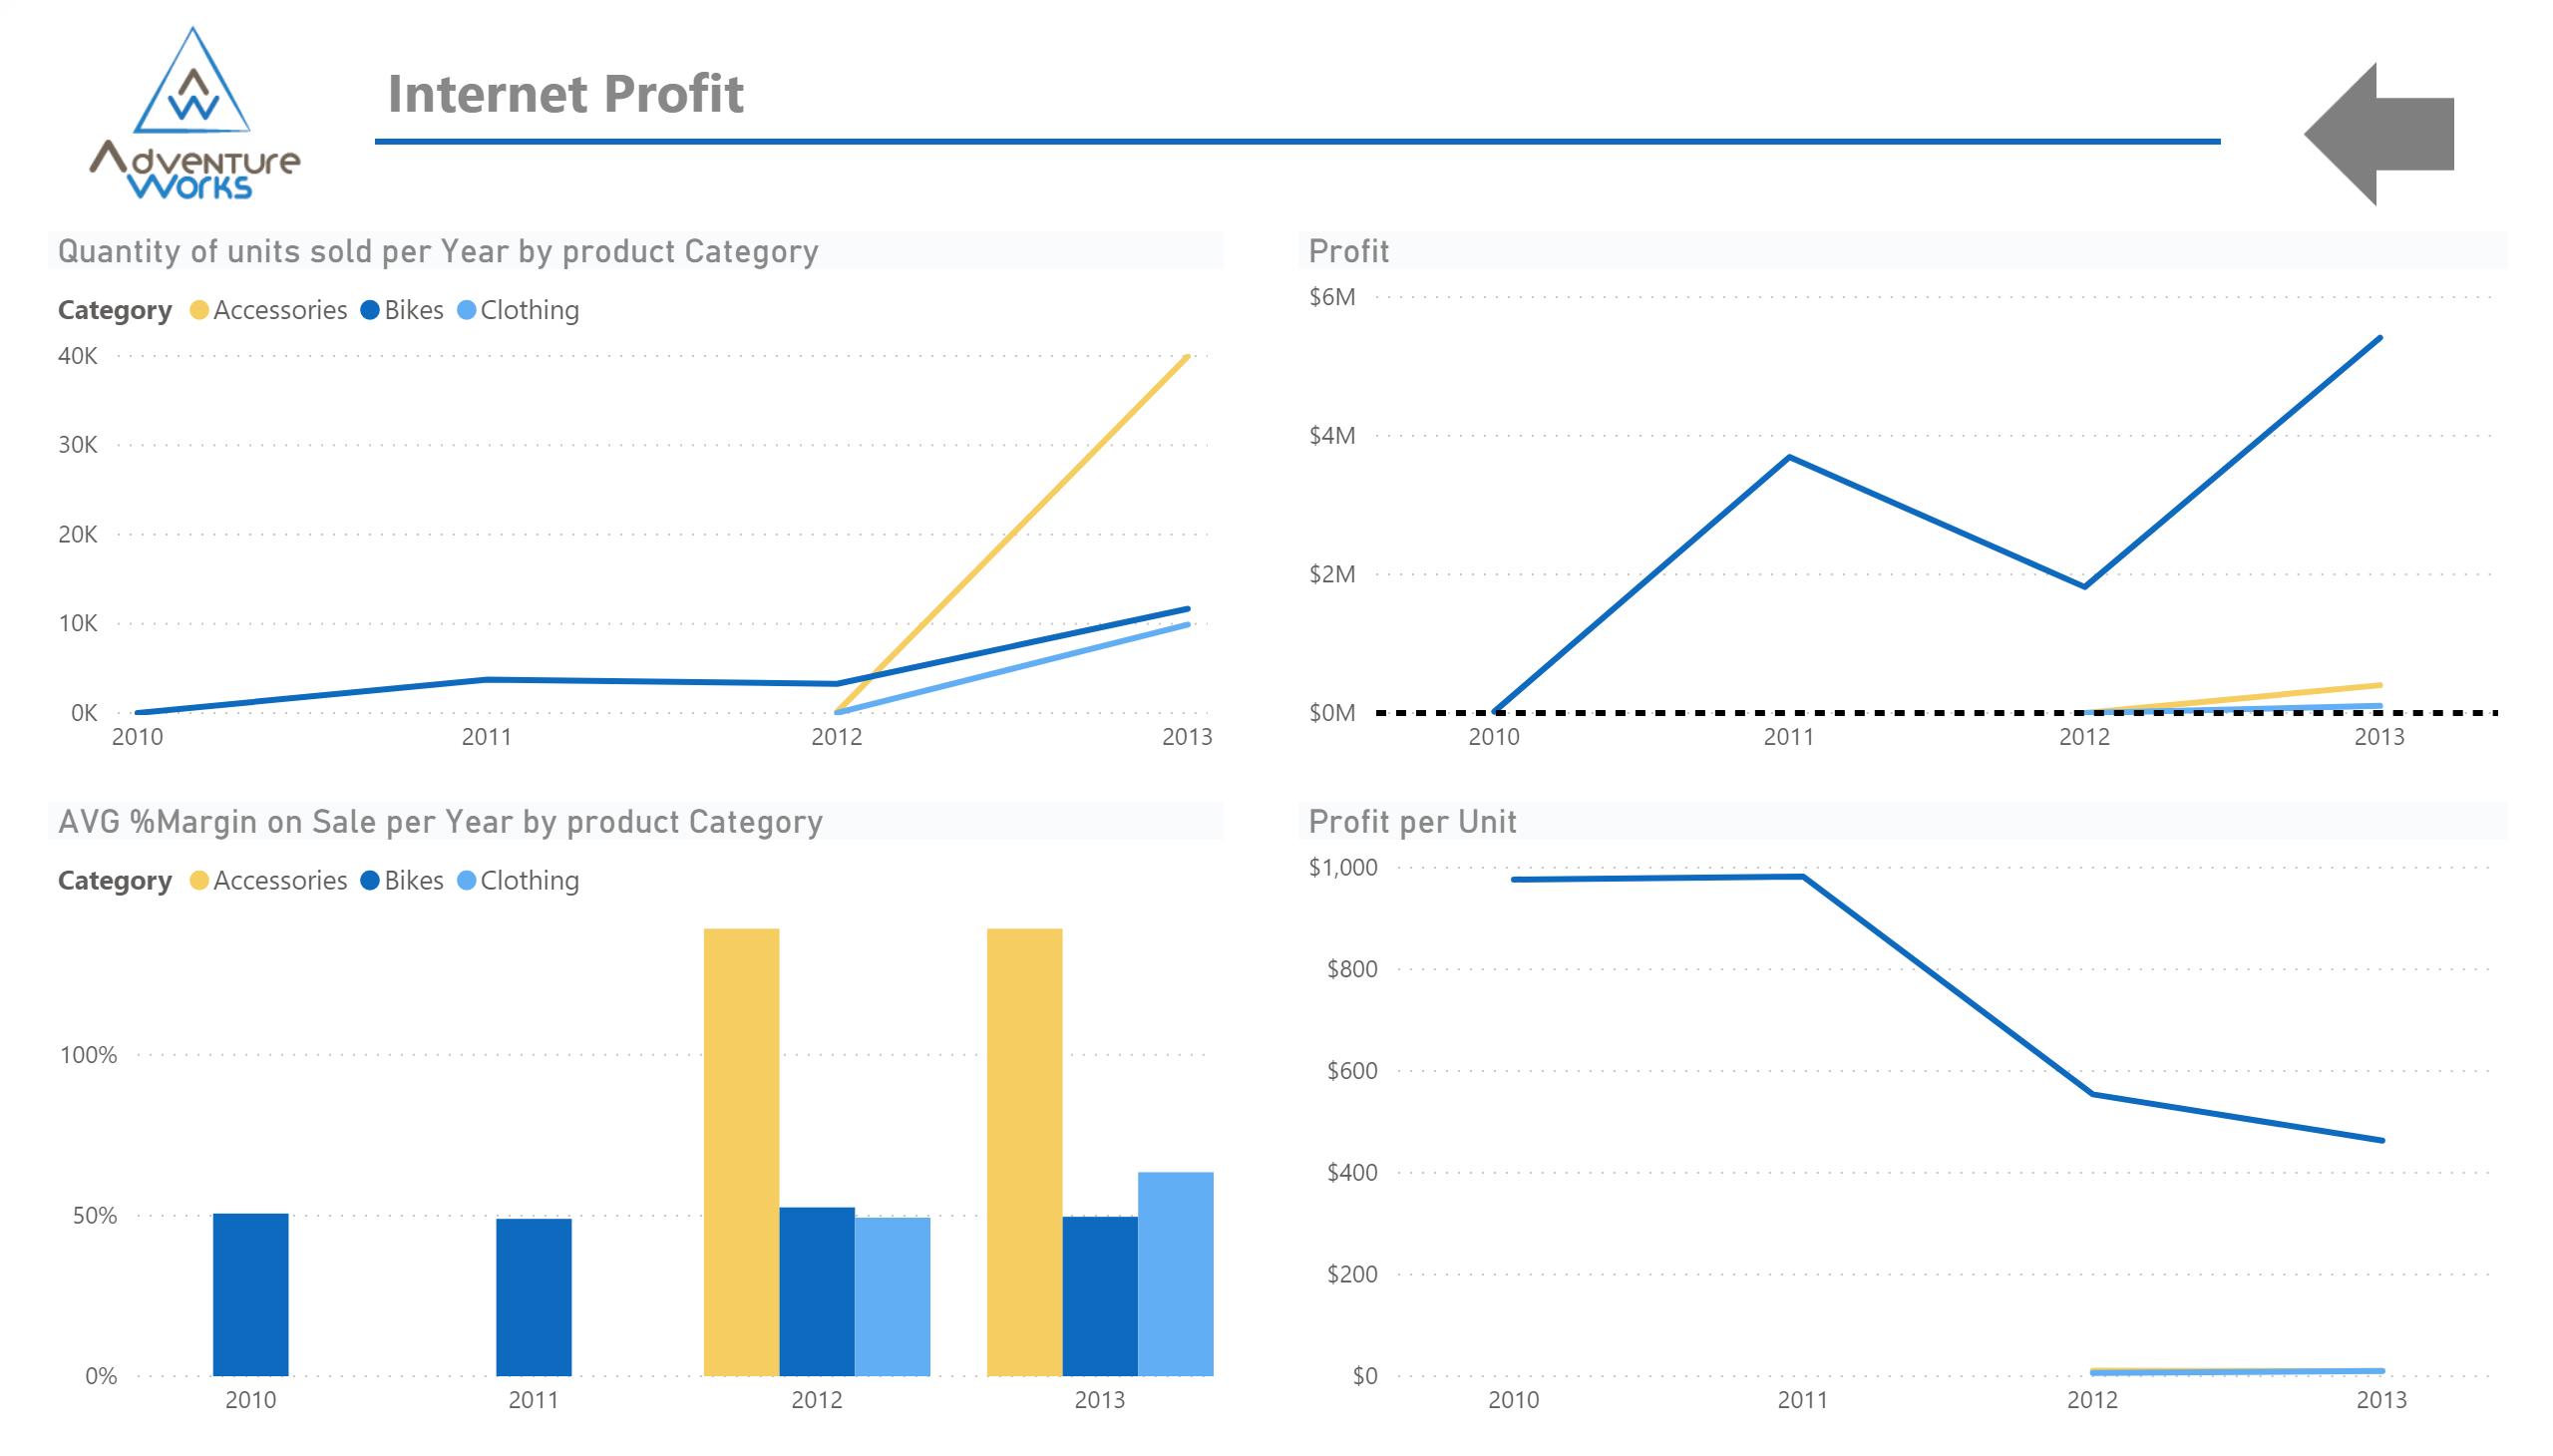 AW
Adventure
Works
Internet Profit
Quantity of units sold per Year by product Category
Category Accessories Bikes Clothing
40K
30K
20K
10K
0K
2010 2011 2012 2013
Profit
$6M
$4M
$2M
$0M
2010 2011 2012 2013
AVG %Margin on Sale per Year by product Category
Category Accessories Bikes Clothing
100%
50%
0%
2010 2011 2012 2013
Profit per Unit
$1,000
$800
$600
$400
$200
$0
2010 2011 2012 2013